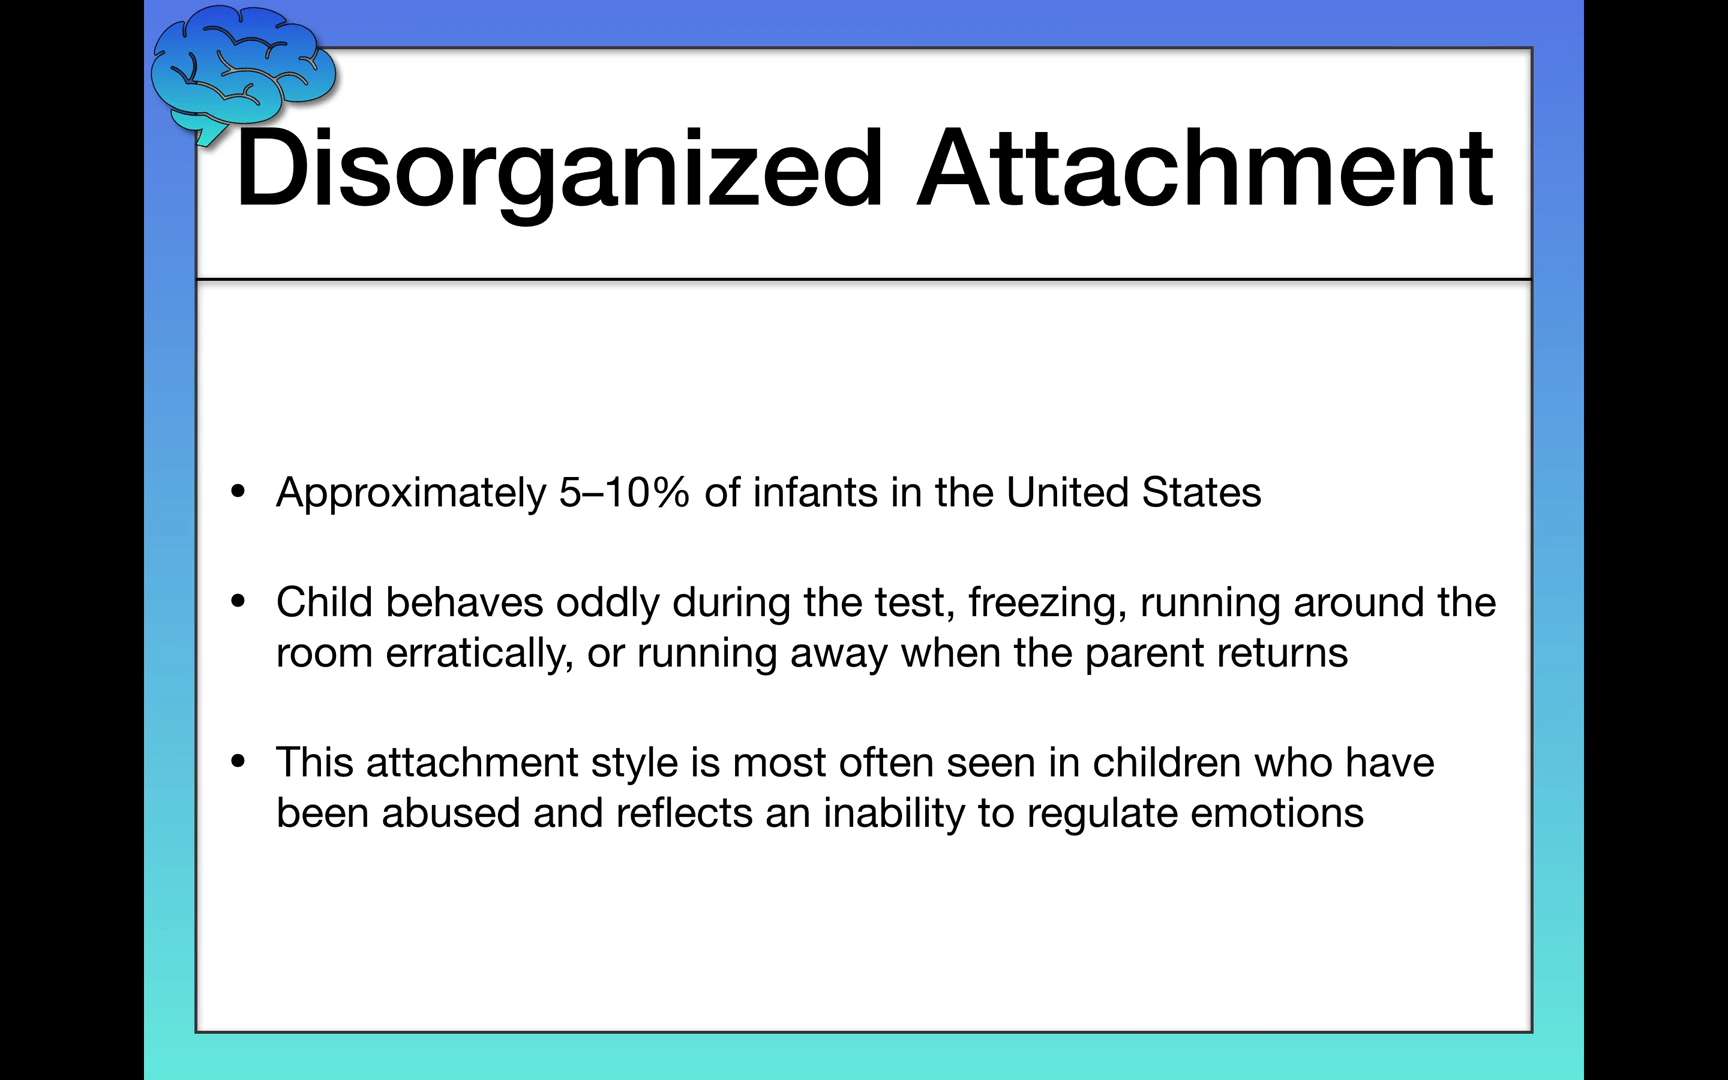 Disorganized Attachment
• Approximately 5–10% of infants in the United States
• Child behaves oddly during the test, freezing, running around the
room erratically, or running away when the parent returns
• This attachment style is most often seen in children who have
been abused and reflects an inability to regulate emotions